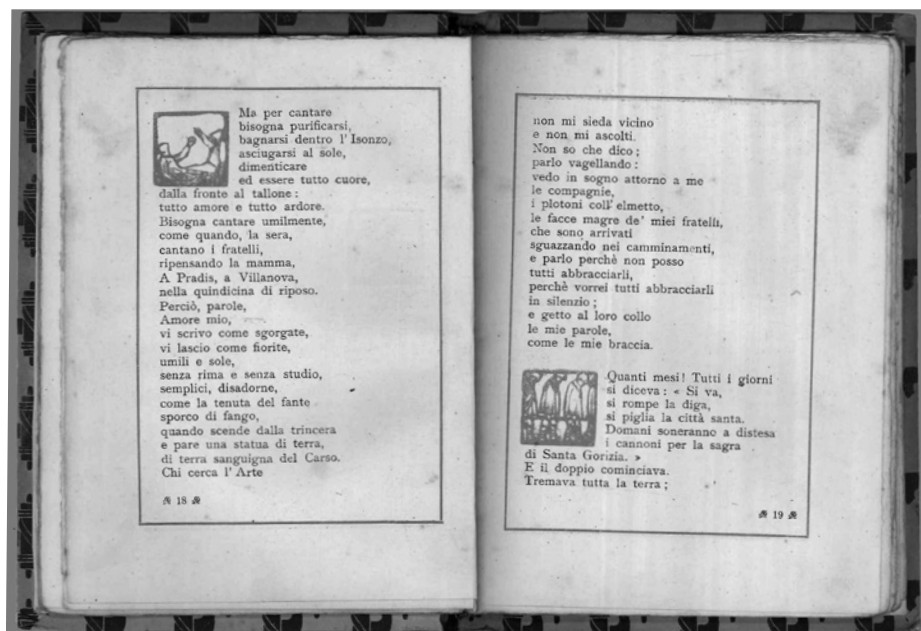 Ma per cantare
bisogna purificarsi,
bagnarsi dentro l' Isonzo,
asciugarsi al sole,
dimenticare
ed essere tutto cuore,
dalla fronte al tallone :
tutto amore e tutto ardore.
Bisogna cantare umilmente,
come quando, la sera,
cantano i fratelli,
ripensando la mamma,
A Pradis, a Villanova,
nella quindicina di riposo.
Perciò, parole,
Amore mio,
vi scrivo come sgorgate,
vi lascio come fiorite,
umili e sole,
senza rima e senza studio,
semplici, disadorne,
come la tenuta del fante
sporco di fango,
quando scende dalla trincera
e pare una statua di terra,
di terra sanguigna del Carso.
Chi cerca l' Arte
18
non mi sieda vicino
e non mi ascolti.
Non so che dico ;
parlo vagellando :
vedo in sogno attorno a me
le compagnie,
i plotoni coll' elmetto,
le facce magre de' miei fratelli,
che sono arrivati
sguazzando nei camminamenti,
e parlo perchè non posso
tutti abbracciarli,
perchè vorrei tutti abbracciarli
in silenzio ;
e getto al loro collo
le mie parole,
come le mie braccia.
Quanti mesi! Tutti i giorni
si diceva : « Si va,
si rompe la diga,
si piglia la città santa.
Domani soneranno a distesa
i cannoni per la sagra
di Santa Gorizia. »
E il doppio cominciava.
Tremava tutta la terra ;
19